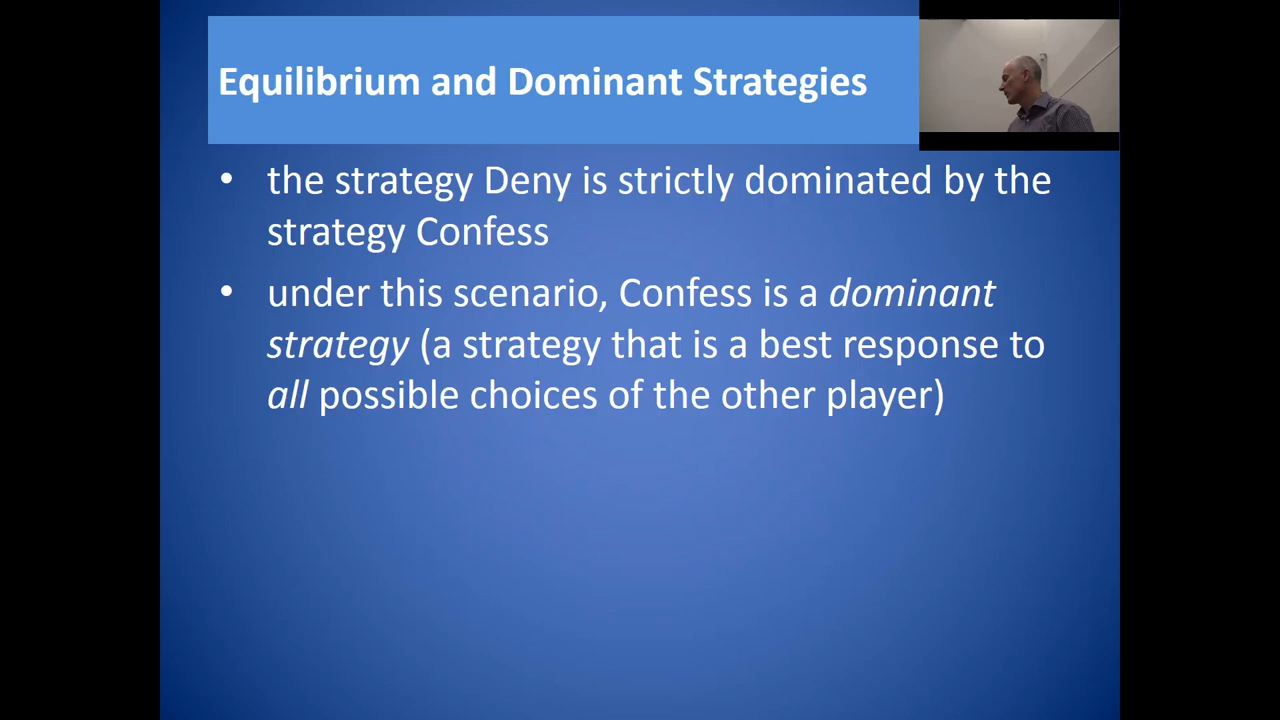 Equilibrium and Dominant Strategies
• the strategy Deny is strictly dominated by the
strategy Confess
• under this scenario, Confess is a dominant
strategy (a strategy that is a best response to
all possible choices of the other player)